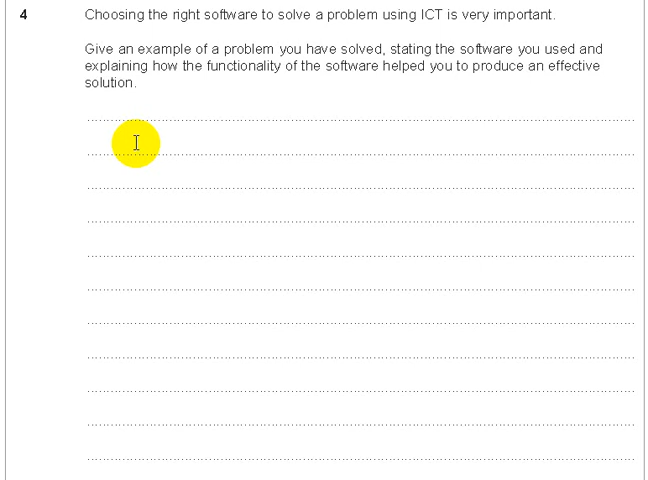 4 Choosing the right software to solve a problem using ICT is very important.
Give an example of a problem you have solved, stating the software you used and
explaining how the functionality of the software helped you to produce an effective
solution.